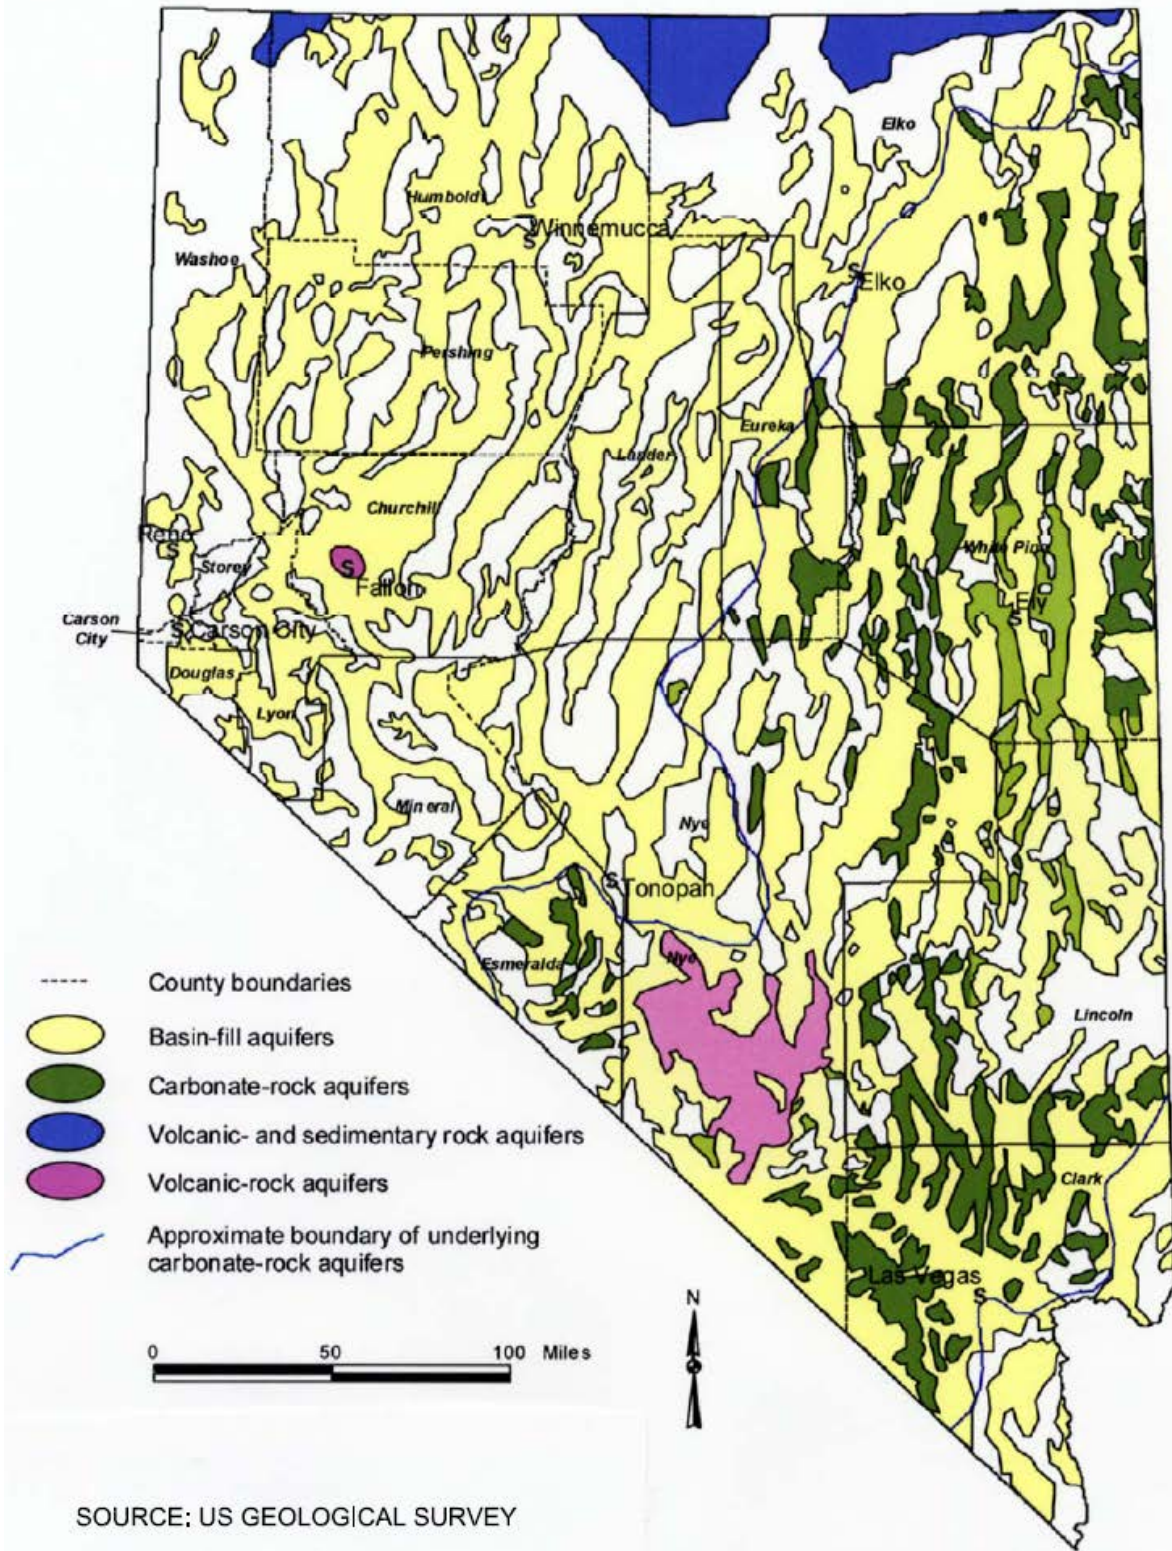 Elko
Humboldt
Winnemucca
S
Washoe
S
Elko
Pershing
Eureka
Lander
Churchill
Reno
S
White Pine
Storey
S
Fallon
Ely
S
Carson
City
S Carson City
Douglas
Lyon
Mineral
Nye
S
Tonopah
Esmeralda
Nye
Lincoln
Clark
Las Vegas
S
County boundaries
Basin-fill aquifers
Carbonate-rock aquifers
Volcanic- and sedimentary rock aquifers
Volcanic-rock aquifers
Approximate boundary of underlying
carbonate-rock aquifers
N
0 50 100 Miles
SOURCE: US GEOLOGICAL SURVEY